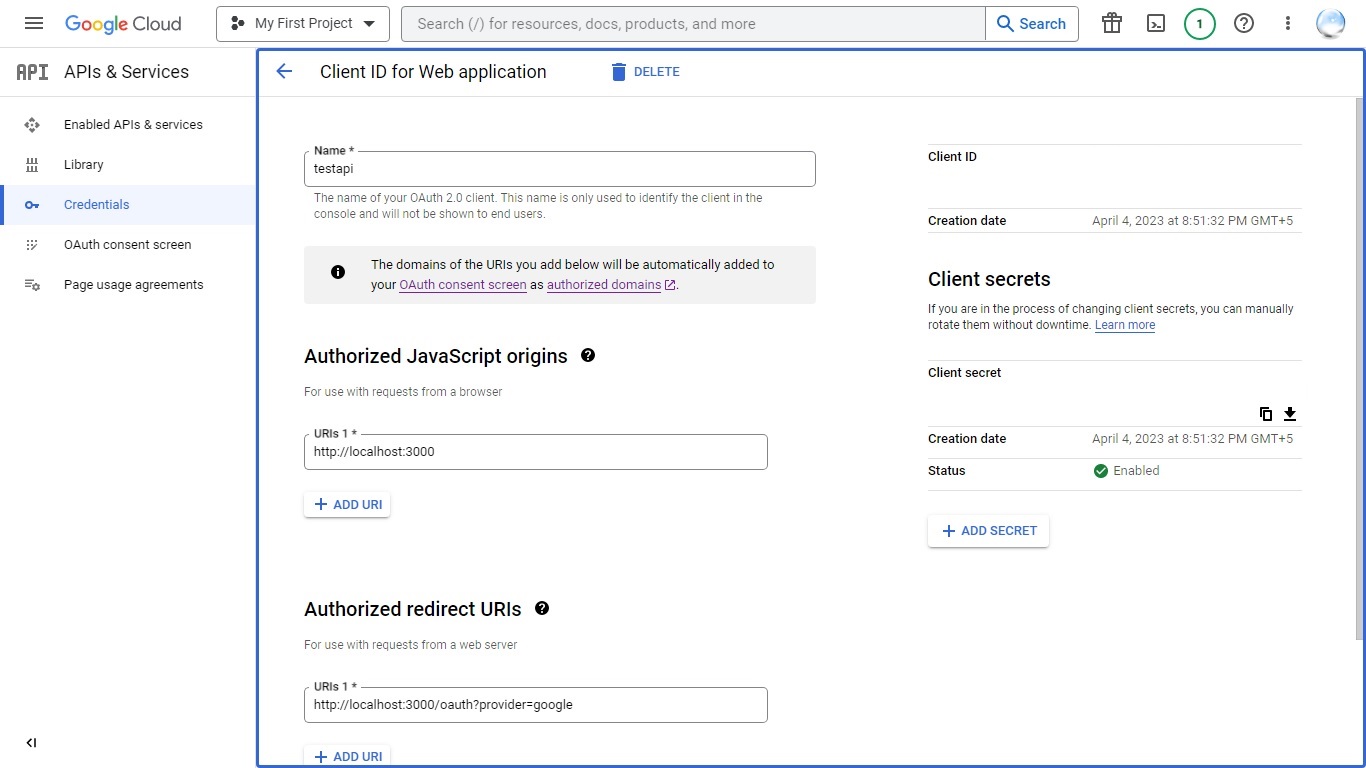 Google Cloud
My First Project
Search (/) for resources, docs, products, and more
Search
1
API
APIs & Services
Client ID for Web application
DELETE
Enabled APIs & services
Library
Credentials
OAuth consent screen
Page usage agreements
Name *
testapi
The name of your OAuth 2.0 client. This name is only used to identify the client in the
console and will not be shown to end users.
The domains of the URIs you add below will be automatically added to
your OAuth consent screen as authorized domains.
Authorized JavaScript origins
For use with requests from a browser
URIs 1 *
http://localhost:3000
ADD URI
Authorized redirect URIs
For use with requests from a web server
URIs 1 *
http://localhost:3000/oauth?provider=google
ADD URI
Client ID
Creation date April 4, 2023 at 8:51:32 PM GMT+5
Client secrets
If you are in the process of changing client secrets, you can manually
rotate them without downtime. Learn more
Client secret
Creation date April 4, 2023 at 8:51:32 PM GMT+5
Status Enabled
ADD SECRET